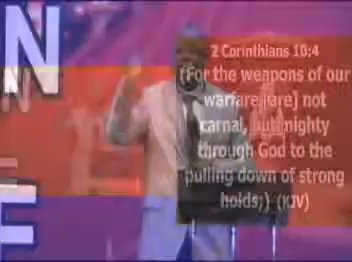 N
N
E
F
2 Corinthians 10:4
(For the weapons of our
warfare [are] not
carnal, but mighty
through God to the
pulling down of strong
holds;) (KJV)